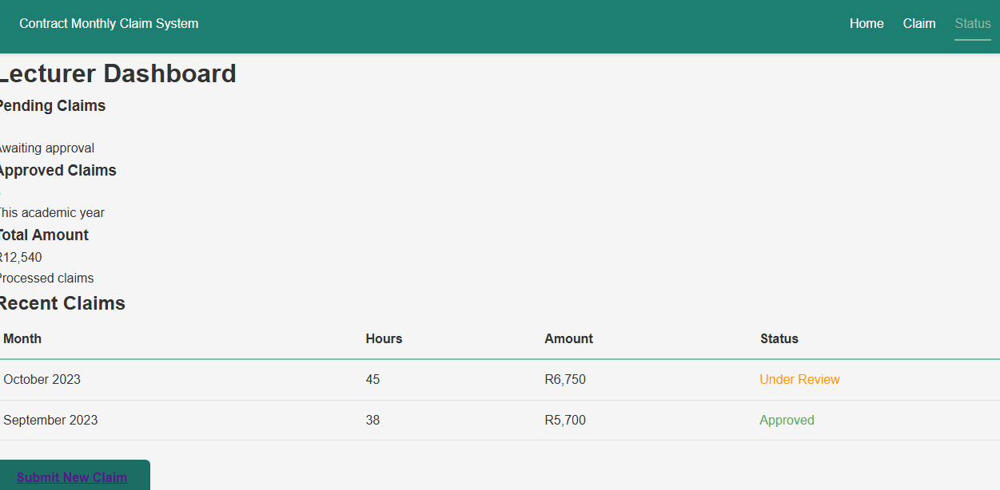 Contract Monthly Claim System Home Claim Status
Lecturer Dashboard
Pending Claims
Awaiting approval
Approved Claims
This academic year
Total Amount
R12,540
Processed claims
Recent Claims
Month Hours Amount Status
October 2023 45 R6,750 Under Review
September 2023 38 R5,700 Approved
Submit New Claim